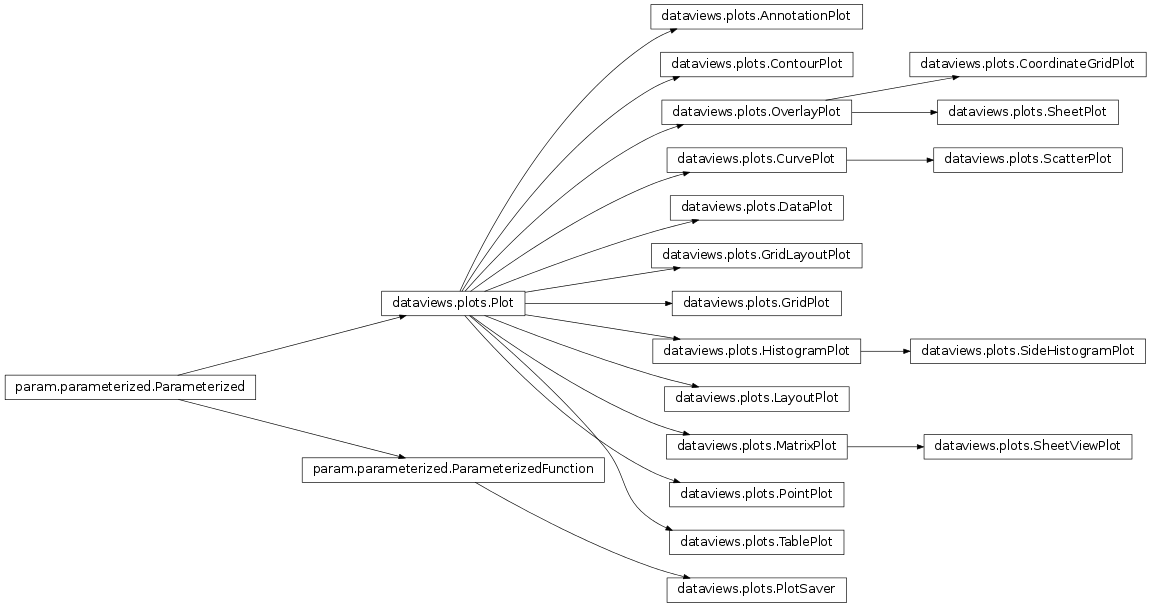 dataviews.plots.AnnotationPlot
dataviews.plots.ContourPlot
dataviews.plots.CoordinateGridPlot
dataviews.plots.OverlayPlot
dataviews.plots.SheetPlot
dataviews.plots.CurvePlot
dataviews.plots.ScatterPlot
dataviews.plots.DataPlot
dataviews.plots.GridLayoutPlot
dataviews.plots.Plot
dataviews.plots.GridPlot
dataviews.plots.HistogramPlot
dataviews.plots.SideHistogramPlot
param.parameterized.Parameterized
dataviews.plots.LayoutPlot
dataviews.plots.MatrixPlot
dataviews.plots.SheetViewPlot
param.parameterized.ParameterizedFunction
dataviews.plots.PointPlot
dataviews.plots.TablePlot
dataviews.plots.PlotSaver